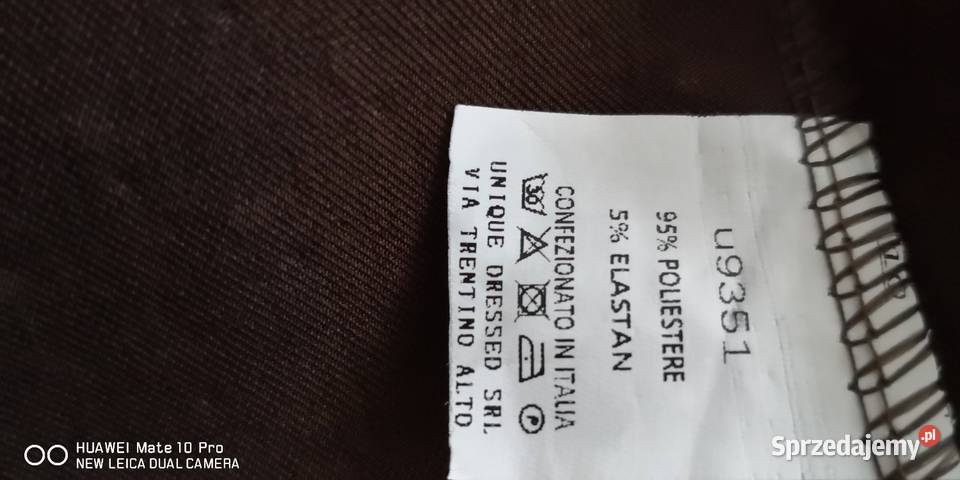 u9351
95% POLIESTERE
5% ELASTAN
CONFEZIONATO IN ITALIA
30
P
UNIQUE DRESSED SRL
VIA TRENTINO ALTO
HUAWEI Mate 10 Pro
NEW LEICA DUAL CAMERA
Sprzedajemy.pl